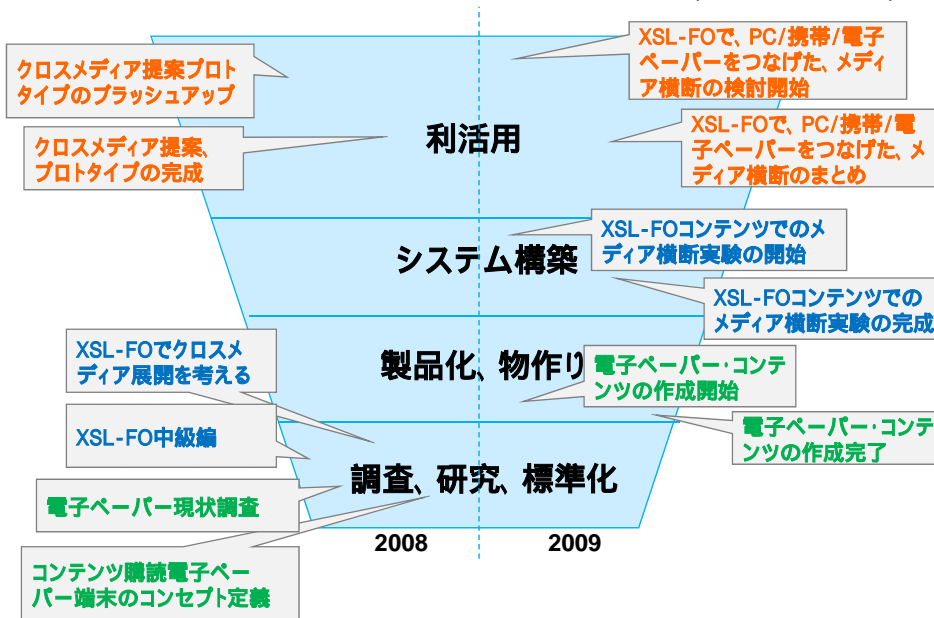 クロスメディア提案プロト
タイプのブラッシュアップ
XSL-FOで、PC/携帯/電子
ペーパーをつなげた、メディ
ア横断の検討開始
利活用
クロスメディア提案、
プロトタイプの完成
XSL-FOで、PC/携帯/電
子ペーパーをつなげた、メ
ディア横断のまとめ
システム構築
XSL-FOコンテンツでのメ
ディア横断実験の開始
XSL-FOコンテンツでの
メディア横断実験の完成
XSL-FOでクロスメ
ディア展開を考える
製品化、物作り
電子ペーパー・コンテ
ンツの作成開始
XSL-FO中級編
電子ペーパー・コンテ
ンツの作成完了
調査、研究、標準化
電子ペーパー現状調査
2008
2009
コンテンツ購読電子ペー
パー端末のコンセプト定義